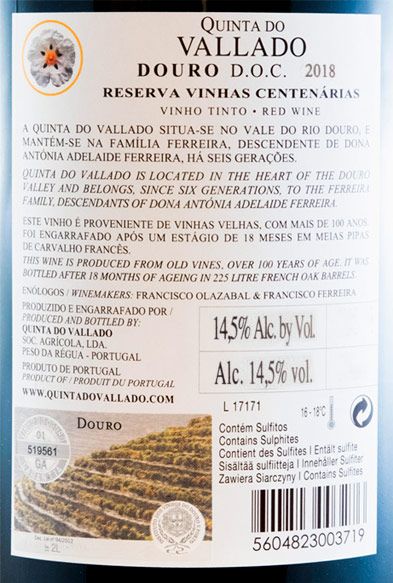 QUINTA DO
VALLADO
DOURO D.O.C. 2018
RESERVA VINHAS CENTENÁRIAS
VINHO TINTO • RED WINE
A QUINTA DO VALLADO SITUA-SE NO VALE DO RIO DOURO, E
MANTÉM-SE NA FAMÍLIA FERREIRA, DESCENDENTE DE DONA
ANTÓNIA ADELAIDE FERREIRA, HÁ SEIS GERAÇÕES.
QUINTA DO VALLADO IS LOCATED IN THE HEART OF THE DOURO
VALLEY AND BELONGS, SINCE SIX GENERATIONS, TO THE FERREIRA
FAMILY, DESCENDANTS OF DONA ANTÓNIA ADELAIDE FERREIRA.
ESTE VINHO É PROVENIENTE DE VINHAS VELHAS, COM MAIS DE 100 ANOS.
FOI ENGARRAFADO APÓS UM ESTÁGIO DE 18 MESES EM MEIAS PIPAS
DE CARVALHO FRANCÊS.
THIS WINE IS PRODUCED FROM OLD VINES, OVER 100 YEARS OF AGE. IT WAS
BOTTLED AFTER 18 MONTHS OF AGEING IN 225 LITER FRENCH OAK BARRELS.
ENÓLOGOS / WINEMAKERS: FRANCISCO OLAZABAL & FRANCISCO FERREIRA
PRODUZIDO E ENGARRAFADO POR /
PRODUCED AND BOTTLED BY:
QUINTA DO VALLADO
SOC. AGRÍCOLA, LDA.
PESO DA RÉGUA - PORTUGAL
PRODUTO DE PORTUGAL
PRODUCT OF / PRODUIT DU PORTUGAL
WWW.QUINTADOVALLADO.COM
14,5% Alc. by Vol.
Alc. 14,5% vol.
L 17171
16 - 18°C
Contém Sulfitos
Contains Sulphites
Contient des Sulfites | Entält sulfite
Sisältää sulfiitteja | Innehåller Sulfiter
Zawiera Siarczyny | Contains Sulfites
DOURO
01
519561
GA
2L
5604823003719